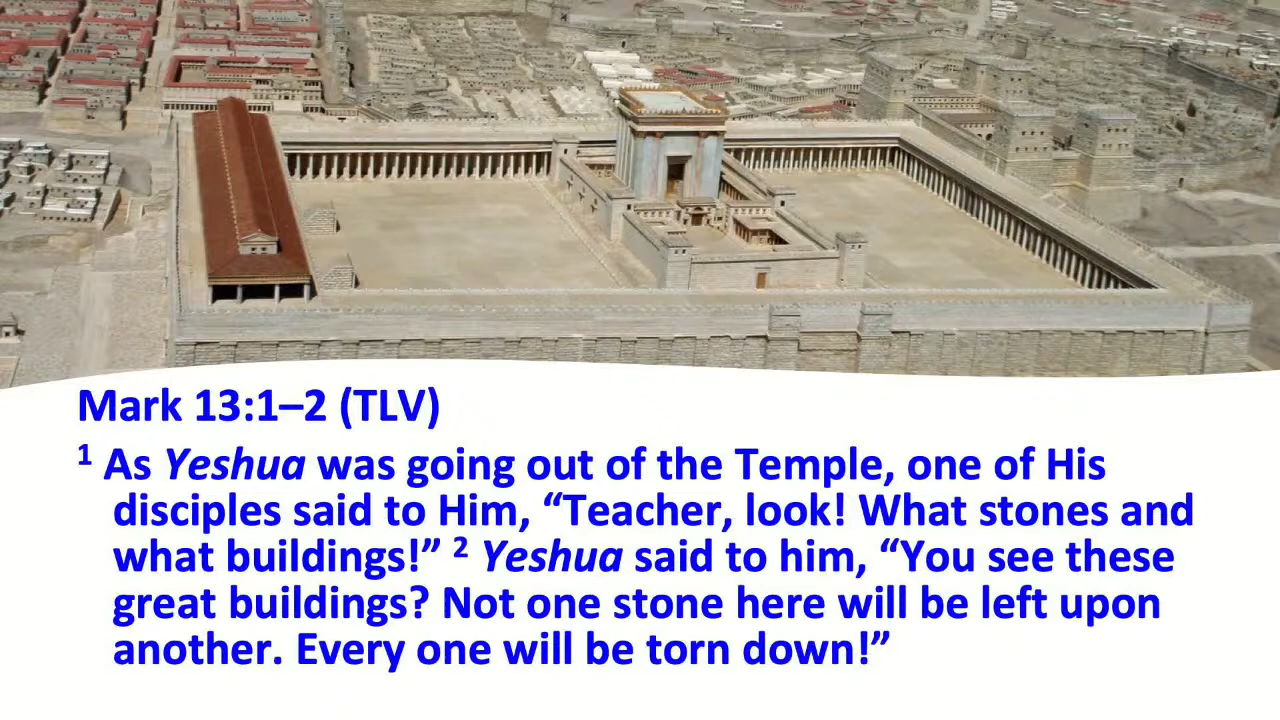 Mark 13:1–2 (TLV)
¹ As Yeshua was going out of the Temple, one of His
disciples said to Him, “Teacher, look! What stones and
what buildings!” ² Yeshua said to him, “You see these
great buildings? Not one stone here will be left upon
another. Every one will be torn down!”